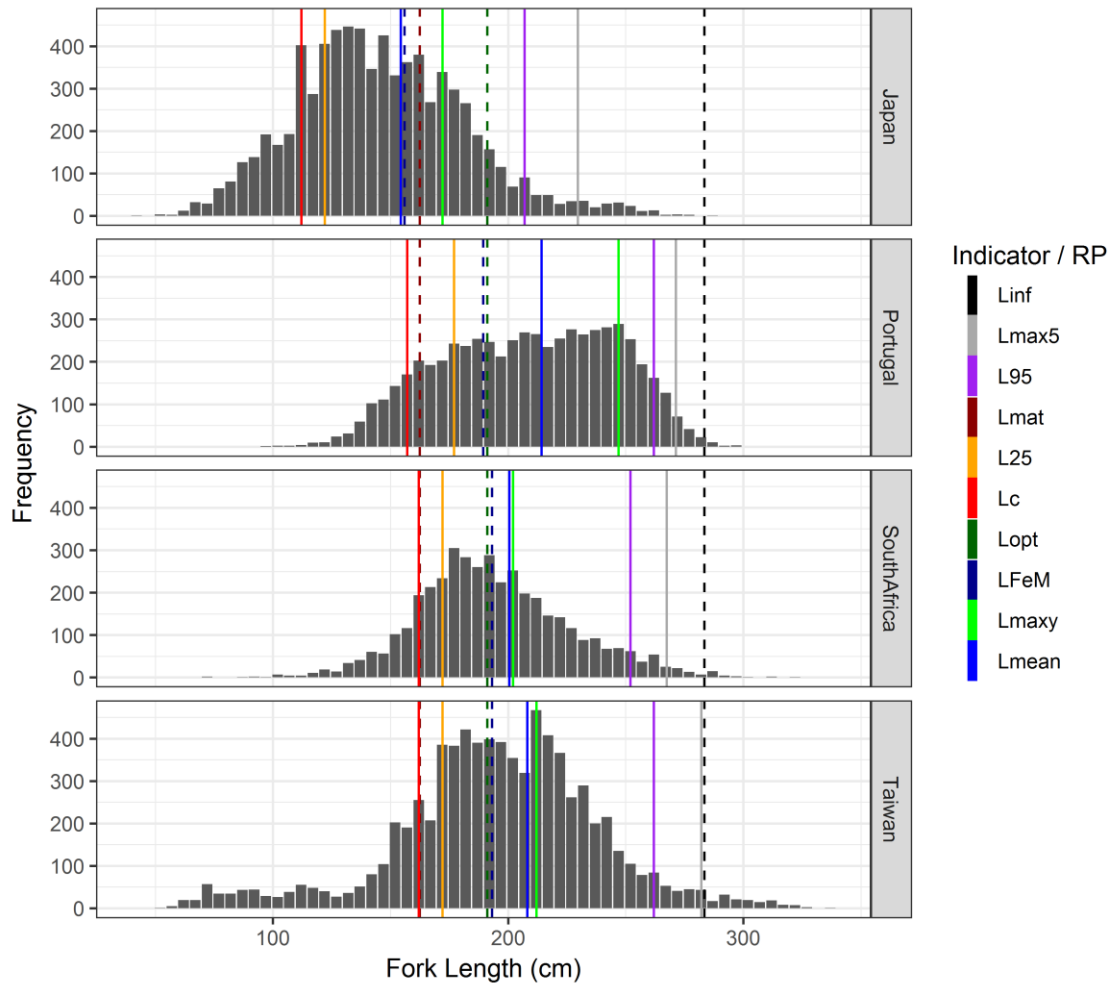 400
300
200
100
0
Japan
400
300
200
100
0
Portugal
400
300
200
100
0
SouthAfrica
400
300
200
100
0
Taiwan
100
200
300
Fork Length (cm)
Frequency
Indicator / RP
Linf
Lmax5
L95
Lmat
L25
Lc
Lopt
LFeM
Lmaxy
Lmean